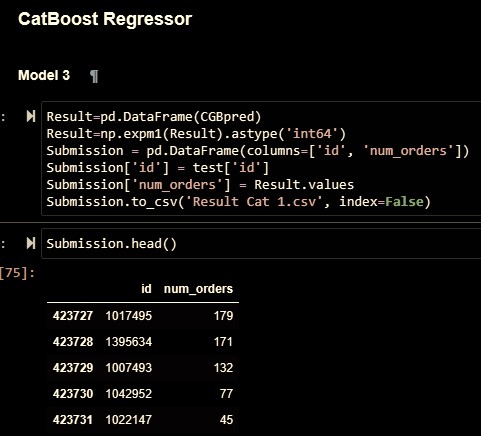 CatBoost Regressor
Model 3 ¶
Result=pd.DataFrame(CGBpred)
Result=np.expm1(Result).astype('int64')
Submission = pd.DataFrame(columns=['id', 'num_orders'])
Submission['id'] = test['id']
Submission['num_orders'] = Result.values
Submission.to_csv('Result Cat 1.csv', index=False)
Submission.head()
[75]:
id num_orders
423727 1017495 179
423728 1395634 171
423729 1007493 132
423730 1042952 77
423731 1022147 45